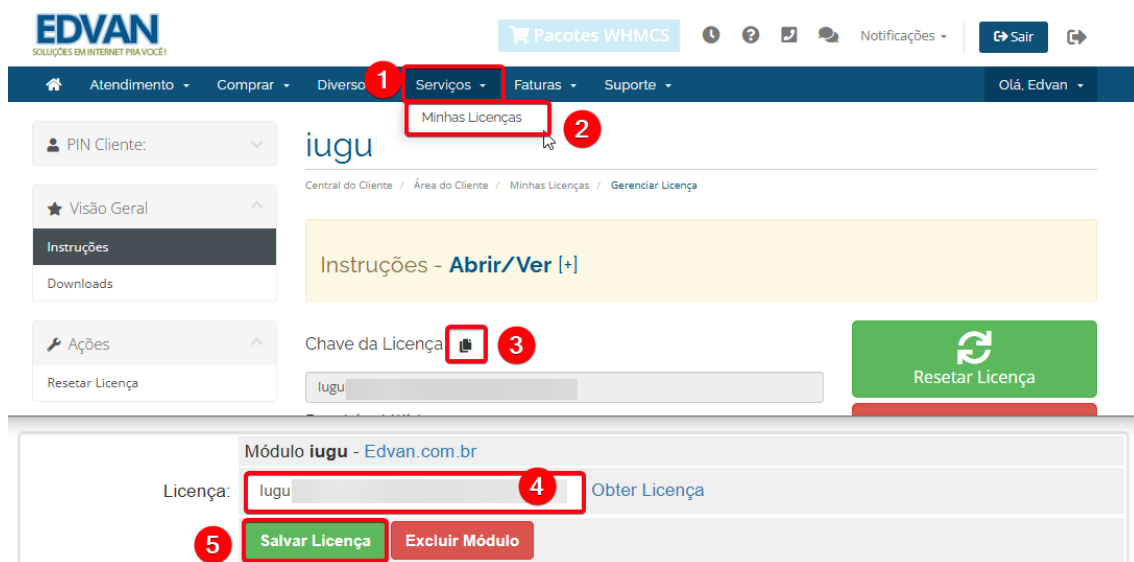 EDVAN
SOLUÇÕES EM INTERNET PRA VOCÊ!
Pacotes WHMCS
Notificações
Sair
Atendimento Comprar Diverso 1 Serviços Faturas Suporte Olá, Edvan
Minhas Licenças
2
PIN Cliente:
iugu
Central do Cliente / Área do Cliente / Minhas Licenças / Gerenciar Licença
Visão Geral
Instruções
Downloads
Instruções - Abrir/Ver [+]
Ações
Resetar Licença
Chave da Licença
3
Iugu
Resetar Licença
Módulo iugu - Edvan.com.br
Licença: Iugu 4 Obter Licença
5 Salvar Licença Excluir Módulo